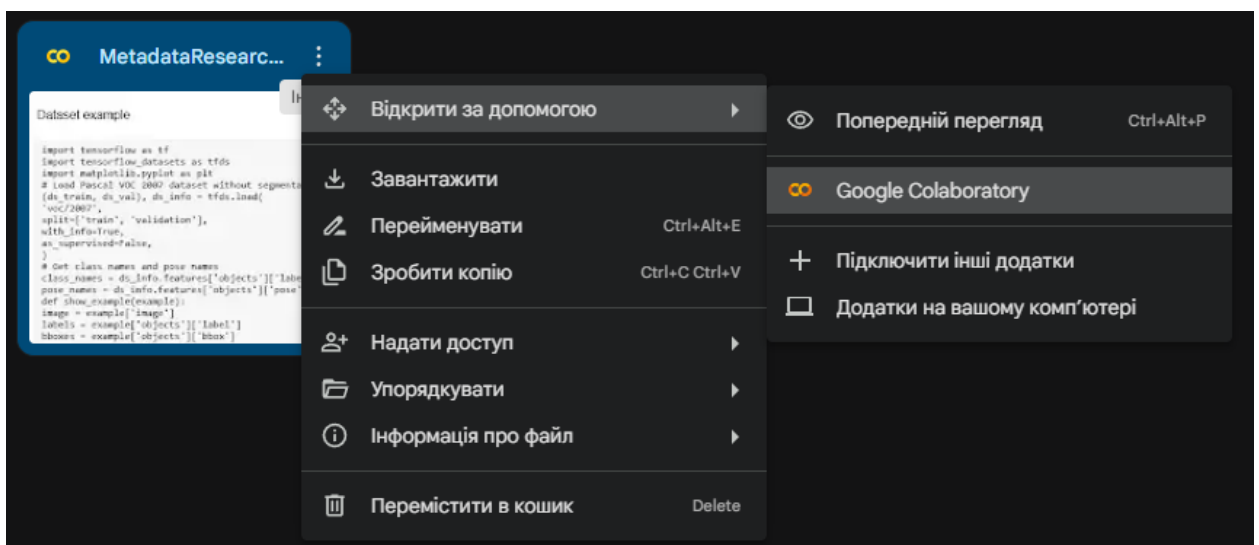 MetadataResearc...
Dataset example
import tensorflow as tf
import tensorflow_datasets as tfds
import matplotlib.pyplot as plt
# Load Pascal VOC 2007 dataset without segmenta
(ds_train, ds_val), ds_info = tfds.load(
'voc/2007',
split=['train', 'validation'],
with_info=True,
as_supervised=False,
)
# Get class names and pose names
class_names = ds_info.features['objects']['labe
pose_names = ds_info.features['objects']['pose'
def show_example(example):
image = example['image']
labels = example['objects']['label']
bboxes = example['objects']['bbox']
Відкрити за допомогою
Завантажити
Перейменувати Ctrl+Alt+E
Зробити копію Ctrl+C Ctrl+V
Надати доступ
Упорядкувати
Інформація про файл
Перемістити в кошик Delete
Попередній перегляд Ctrl+Alt+P
Google Colaboratory
Підключити інші додатки
Додатки на вашому комп’ютері